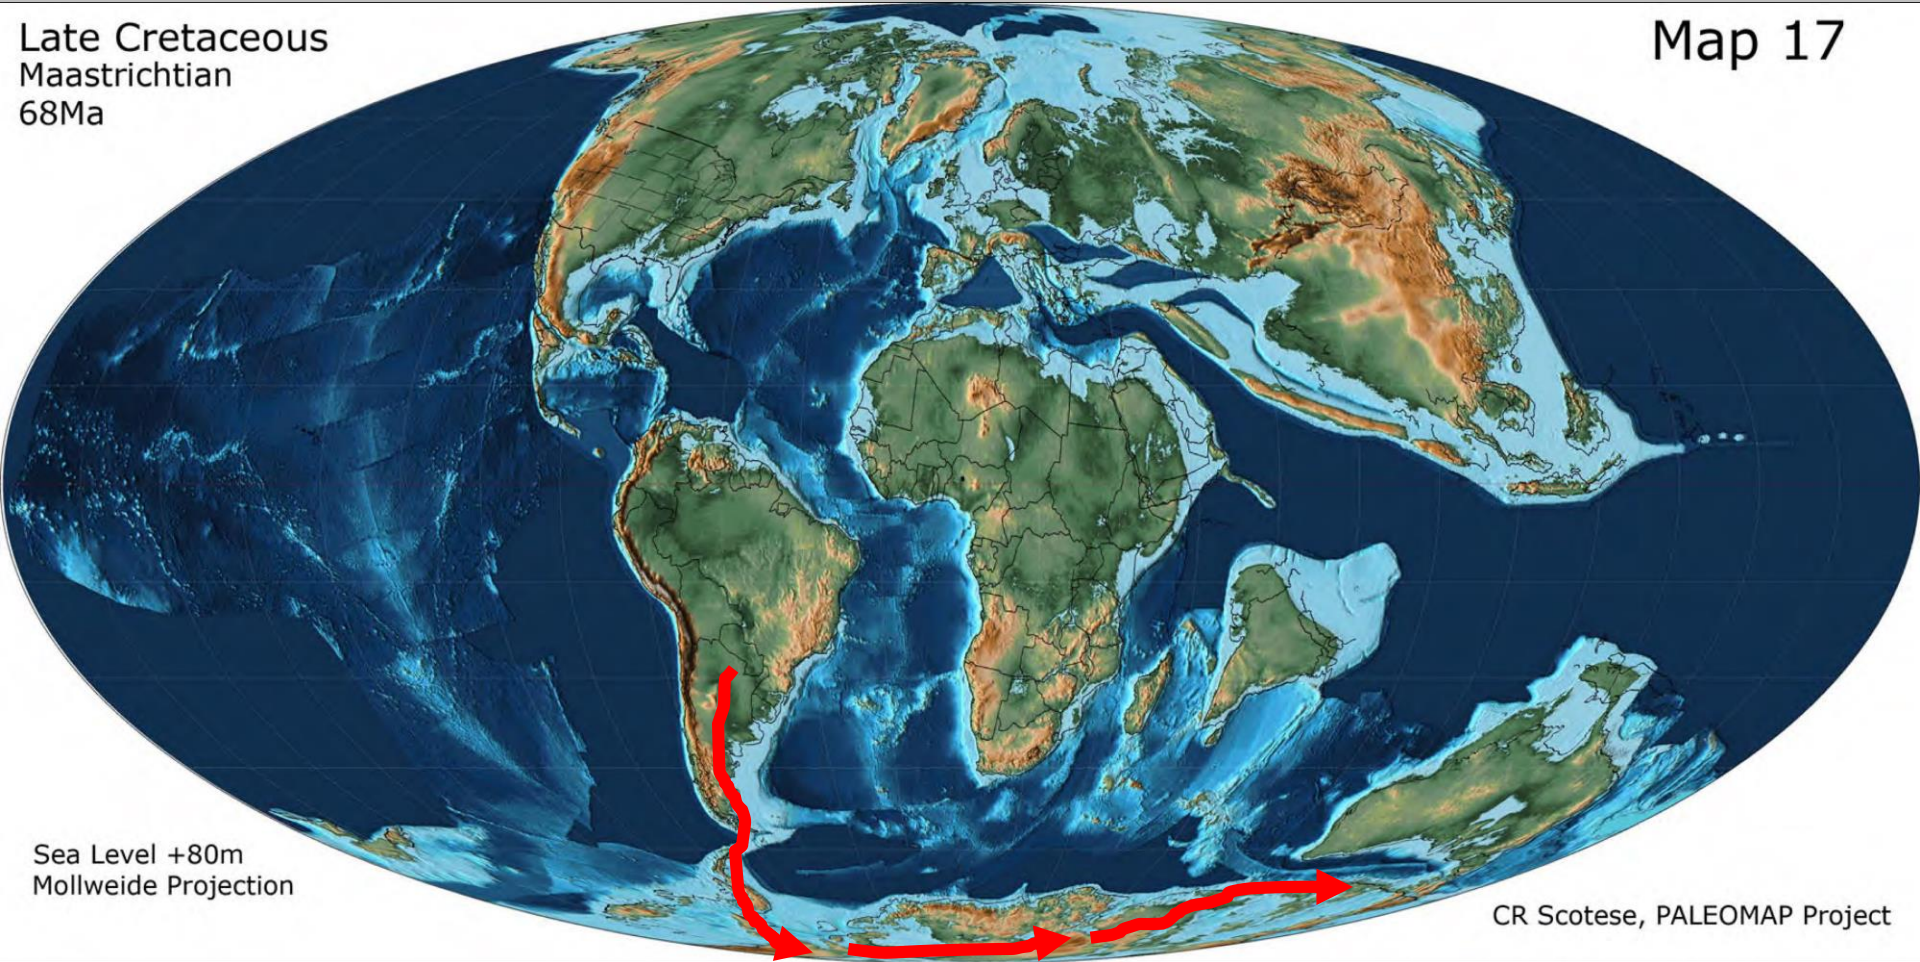 Late Cretaceous
Maastrichtian
68Ma
Map 17
Sea Level +80m
Mollweide Projection
CR Scotese, PALEOMAP Project